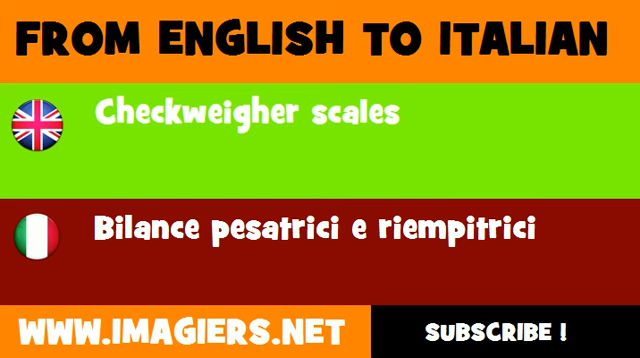 FROM ENGLISH TO ITALIAN
Checkweigher scales
Bilance pesatrici e riempitrici
WWW.IMAGIERS.NET
SUBSCRIBE !